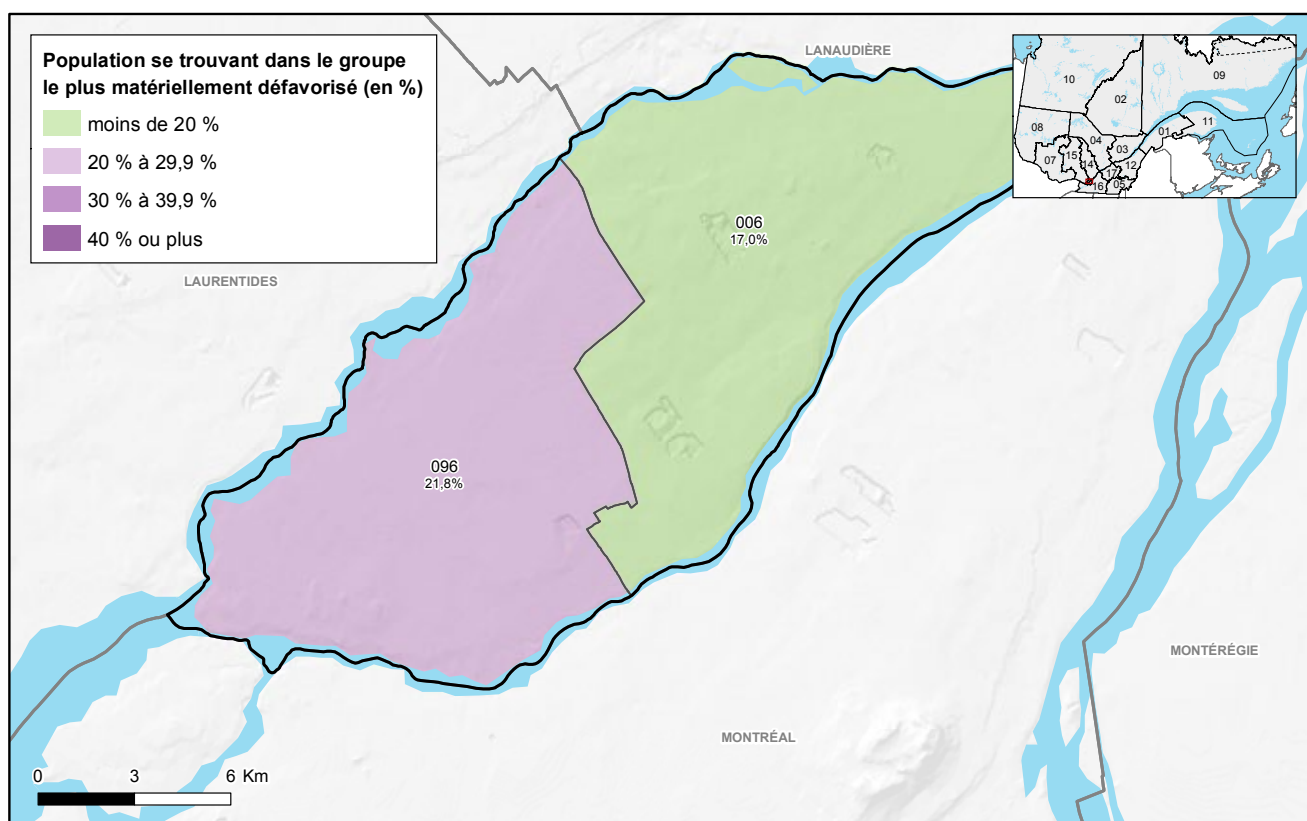 Population se trouvant dans le groupe
le plus matériellement défavorisé (en %)
moins de 20 %
20 % à 29,9 %
30 % à 39,9 %
40 % ou plus
LANAUDIÈRE
10
09
02
08
11
01
04
03
07
15
12
14
17
16
05
006
17,0%
LAURENTIDES
096
21,8%
MONTÉRÉGIE
MONTRÉAL
0
3
6 Km